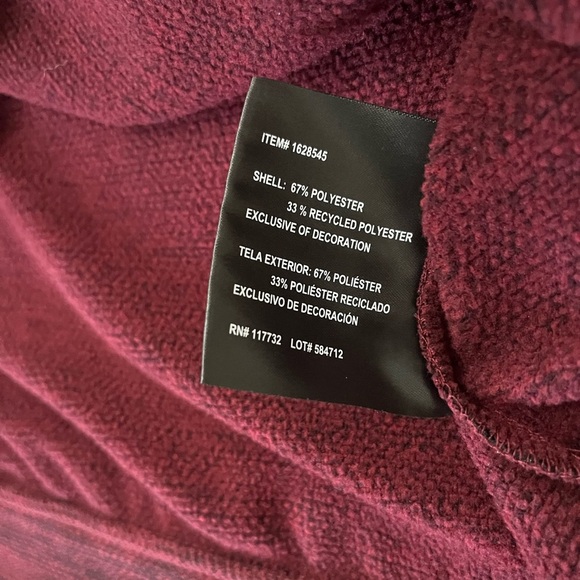 ITEM# 1628545
SHELL: 67% POLYESTER
33 % RECYCLED POLYESTER
EXCLUSIVE OF DECORATION
TELA EXTERIOR: 67% POLIÉSTER
33% POLIÉSTER RECICLADO
EXCLUSIVO DE DECORACIÓN
RN# 117732 LOT# 584712